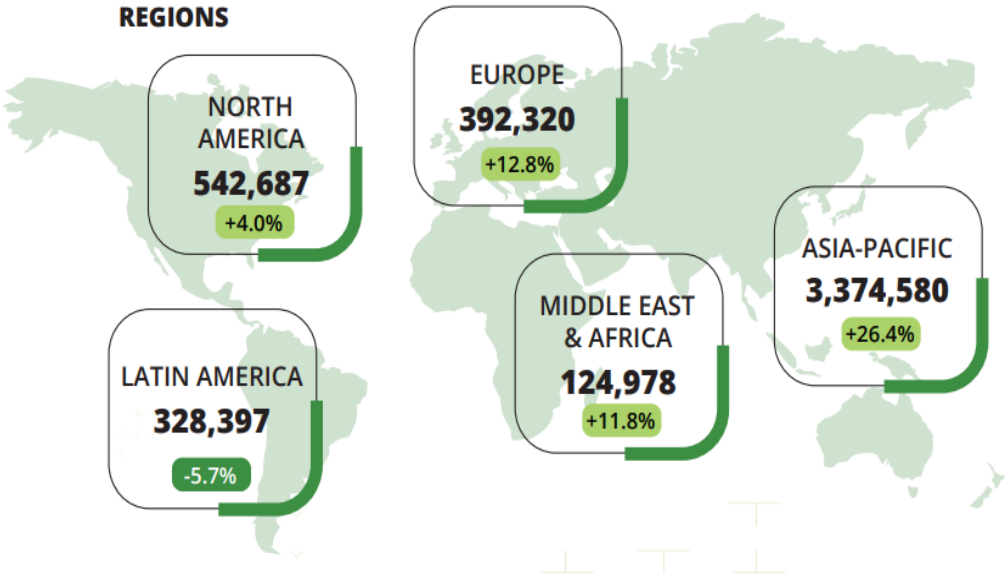 REGIONS
NORTH
AMERICA
542,687
+4.0%
EUROPE
392,320
+12.8%
ASIA-PACIFIC
3,374,580
+26.4%
MIDDLE EAST
& AFRICA
124,978
+11.8%
LATIN AMERICA
328,397
-5.7%